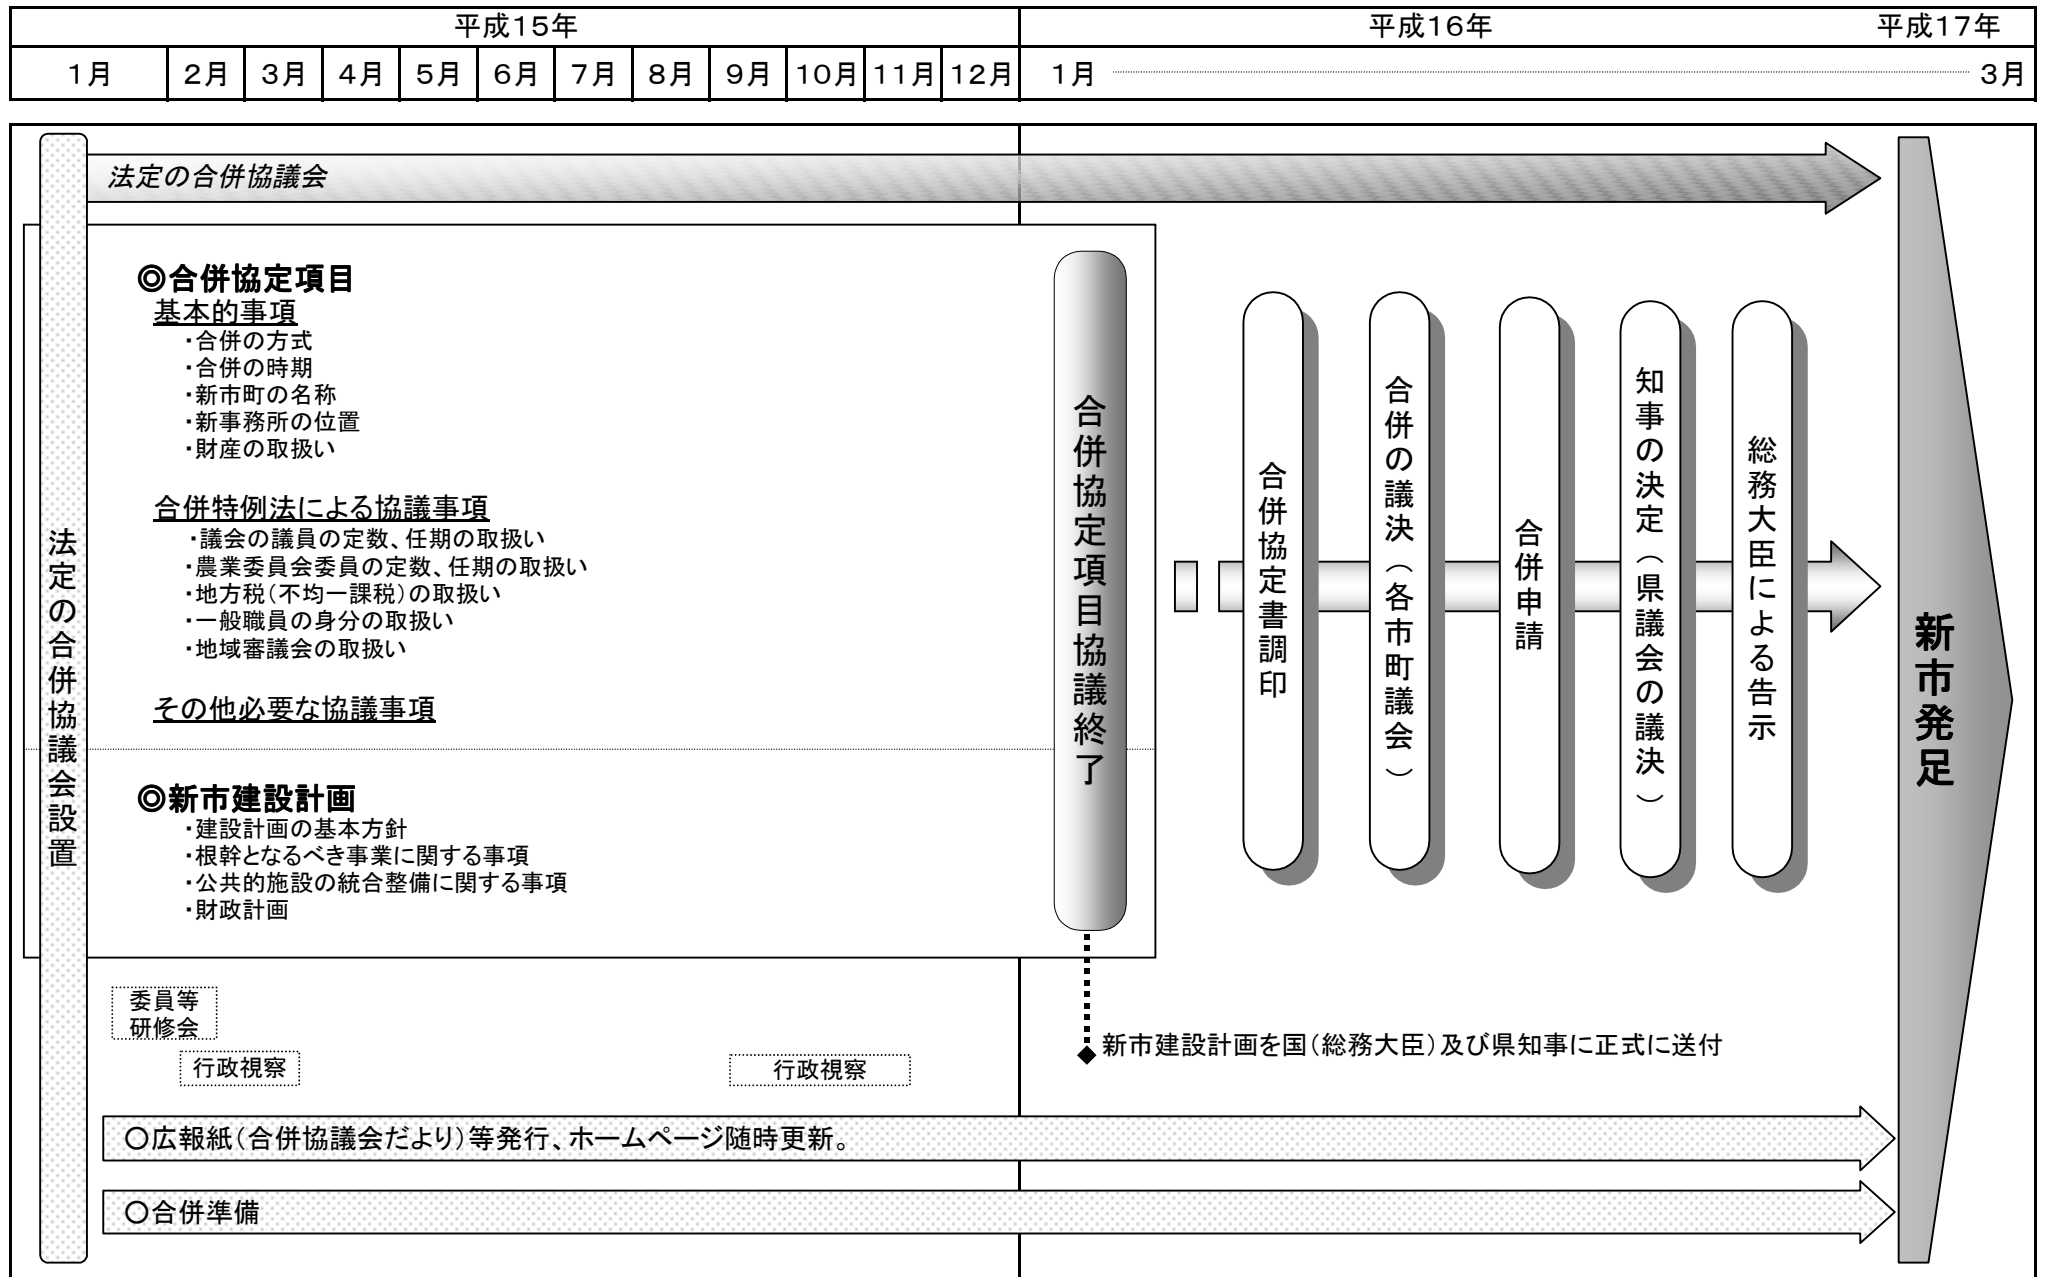 平成15年
平成16年
平成17年
1月
2月
3月
4月
5月
6月
7月
8月
9月
10月
11月
12月
1月
3月
法定の合併協議会設置
法定の合併協議会
◎合併協定項目
基本的事項
・合併の方式
・合併の時期
・新市町の名称
・新事務所の位置
・財産の取扱い
合併特例法による協議事項
・議会の議員の定数、任期の取扱い
・農業委員会委員の定数、任期の取扱い
・地方税(不均一課税)の取扱い
・一般職員の身分の取扱い
・地域審議会の取扱い
その他必要な協議事項
◎新市建設計画
・建設計画の基本方針
・根幹となるべき事業に関する事項
・公共的施設の統合整備に関する事項
・財政計画
合併協定項目協議終了
合併協定書調印
合併の議決(各市町議会)
合併申請
知事の決定(県議会の議決)
総務大臣による告示
新市発足
委員等
研修会
行政視察
行政視察
新市建設計画を国(総務大臣)及び県知事に正式に送付
○広報紙(合併協議会だより)等発行、ホームページ随時更新。
○合併準備